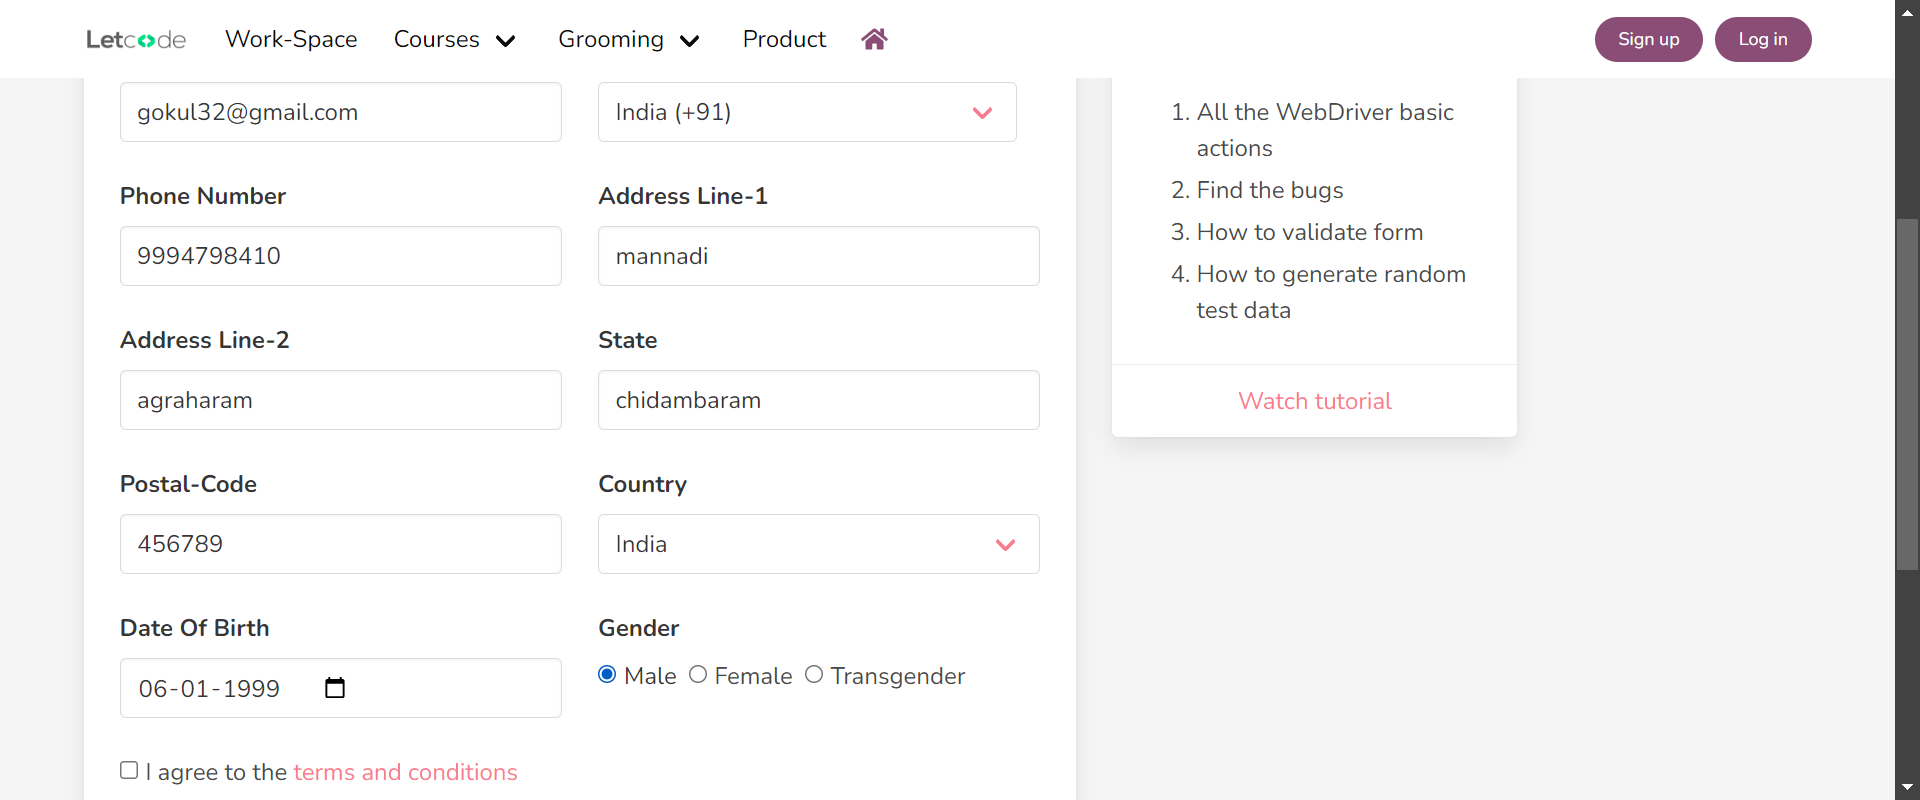 Letcode
Work-Space
Courses
Grooming
Product
Sign up
Log in
gokul32@gmail.com
India (+91)
Phone Number
Address Line-1
9994798410
mannadi
Address Line-2
State
agraharam
chidambaram
Postal-Code
Country
456789
India
Date Of Birth
Gender
06-01-1999
Male
Female
Transgender
I agree to the terms and conditions
1. All the WebDriver basic
actions
2. Find the bugs
3. How to validate form
4. How to generate random
test data
Watch tutorial